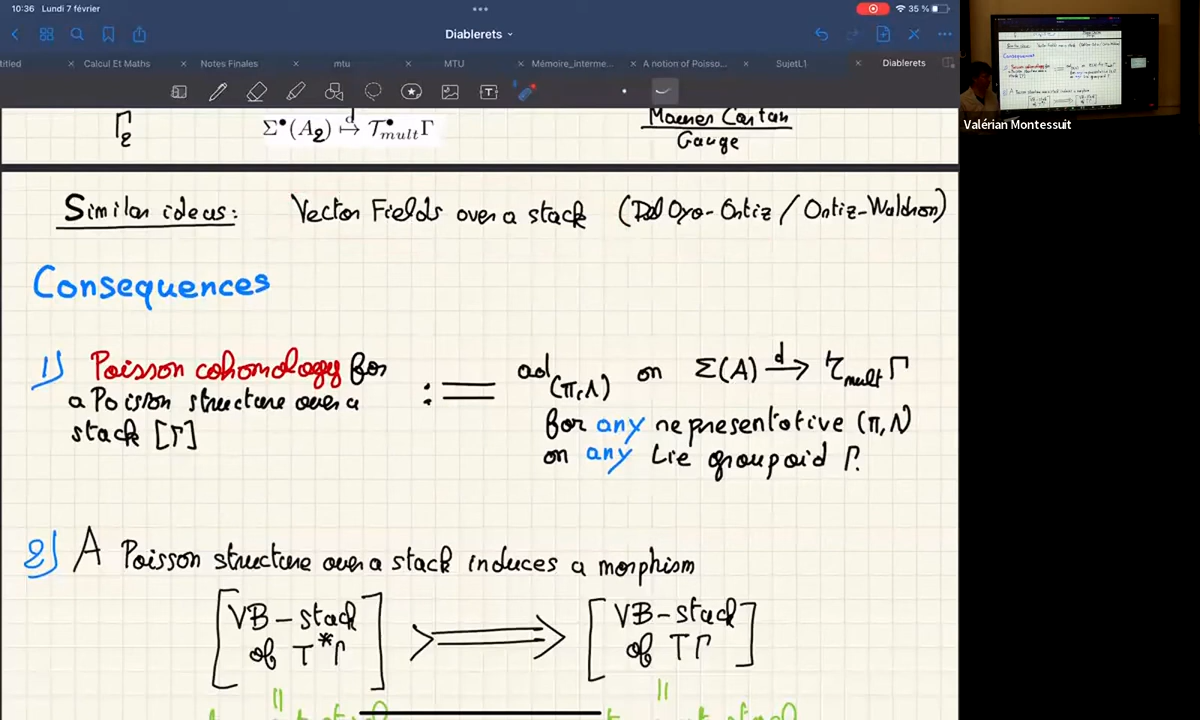 10:36 Lundi 7 février
35 %
Diablerets
Calcul Et Maths
Notes Finales
mtu
MTU
Mémoire_interme...
A notion of Poisso...
SujetL1
Diablerets
Γ₂
Σ•(A₂) ↦ᵈ T•mult Γ
Maurer Cartan
Gauge
Similar ideas: Vector Fields over a stack (Del Oyo-Ortiz / Ortiz-Waldron)
Consequences
1) Poisson cohomology for
a Poisson structure over a
stack [Γ]
:= ad(π,Λ) on Σ(A) →ᵈ Tmult Γ
for any representative (π,Λ)
on any Lie groupoid Γ.
2) A Poisson structure over a stack induces a morphism
[VB-stack of T*Γ] ⟹ [VB-stack of TΓ]
Valérian Montessuit